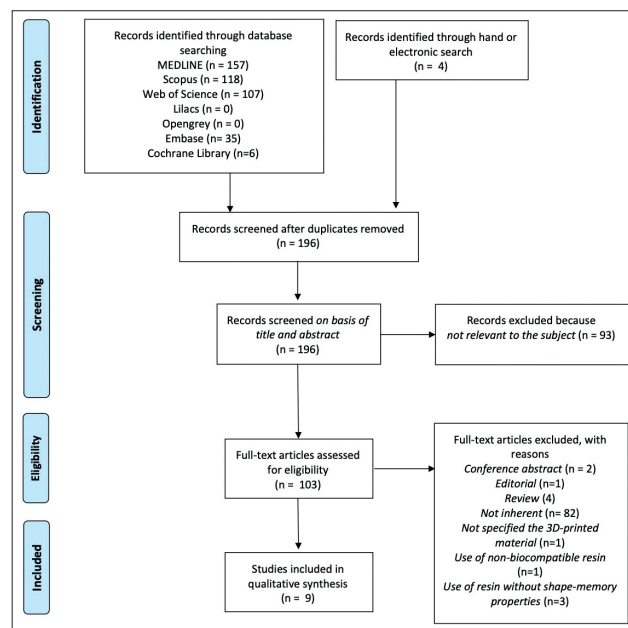 Identification
Records identified through database
searching
MEDLINE (n = 157)
Scopus (n = 118)
Web of Science (n = 107)
Lilacs (n = 0)
Opengrey (n = 0)
Embase (n= 35)
Cochrane Library (n=6)
Records identified through hand or
electronic search
(n = 4)
Screening
Records screened after duplicates removed
(n = 196)
Records screened on basis of
title and abstract
(n = 196)
Records excluded because
not relevant to the subject (n = 93)
Eligibility
Full-text articles assessed
for eligibility
(n = 103)
Full-text articles excluded, with
reasons
Conference abstract (n = 2)
Editorial (n=1)
Review (4)
Not inherent (n= 82)
Not specified the 3D-printed
material (n=1)
Use of non-biocompatible resin
(n=1)
Use of resin without shape-memory
properties (n=3)
Included
Studies included in
qualitative synthesis
(n = 9)